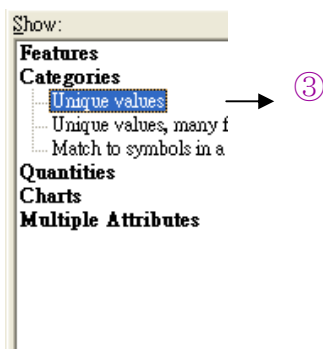 Show:
Features
Categories
Unique values ③
Unique values, many f
Match to symbols in a
Quantities
Charts
Multiple Attributes